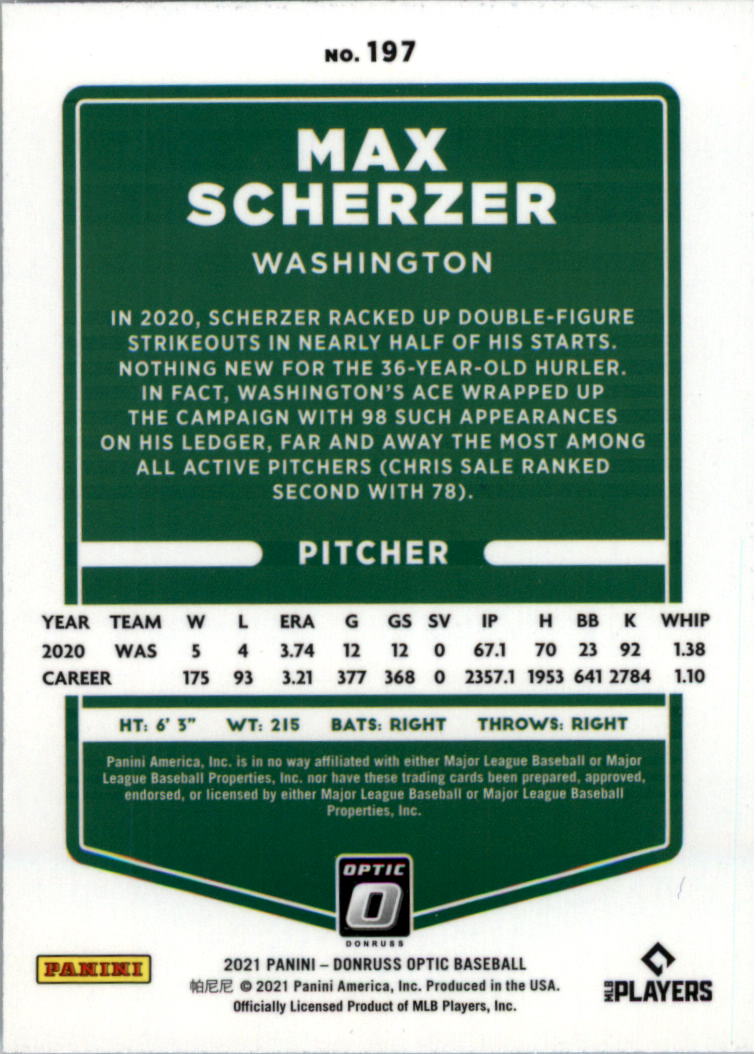 NO. 197
MAX
SCHERZER
WASHINGTON
IN 2020, SCHERZER RACKED UP DOUBLE-FIGURE
STRIKEOUTS IN NEARLY HALF OF HIS STARTS.
NOTHING NEW FOR THE 36-YEAR-OLD HURLER.
IN FACT, WASHINGTON'S ACE WRAPPED UP
THE CAMPAIGN WITH 98 SUCH APPEARANCES
ON HIS LEDGER, FAR AND AWAY THE MOST AMONG
ALL ACTIVE PITCHERS (CHRIS SALE RANKED
SECOND WITH 78).
PITCHER
YEAR TEAM W L ERA G GS SV IP H BB K WHIP
2020 WAS 5 4 3.74 12 12 0 67.1 70 23 92 1.38
CAREER 175 93 3.21 377 368 0 2357.1 1953 641 2784 1.10
HT: 6' 3" WT: 215 BATS: RIGHT THROWS: RIGHT
Panini America, Inc. is in no way affiliated with either Major League Baseball or Major
League Baseball Properties, Inc. nor have these trading cards been prepared, approved,
endorsed, or licensed by either Major League Baseball or Major League Baseball
Properties, Inc.
OPTIC
O
DONRUSS
PANINI
2021 PANINI – DONRUSS OPTIC BASEBALL
帕尼尼 © 2021 Panini America, Inc. Produced in the USA.
Officially Licensed Product of MLB Players, Inc.
MLB PLAYERS